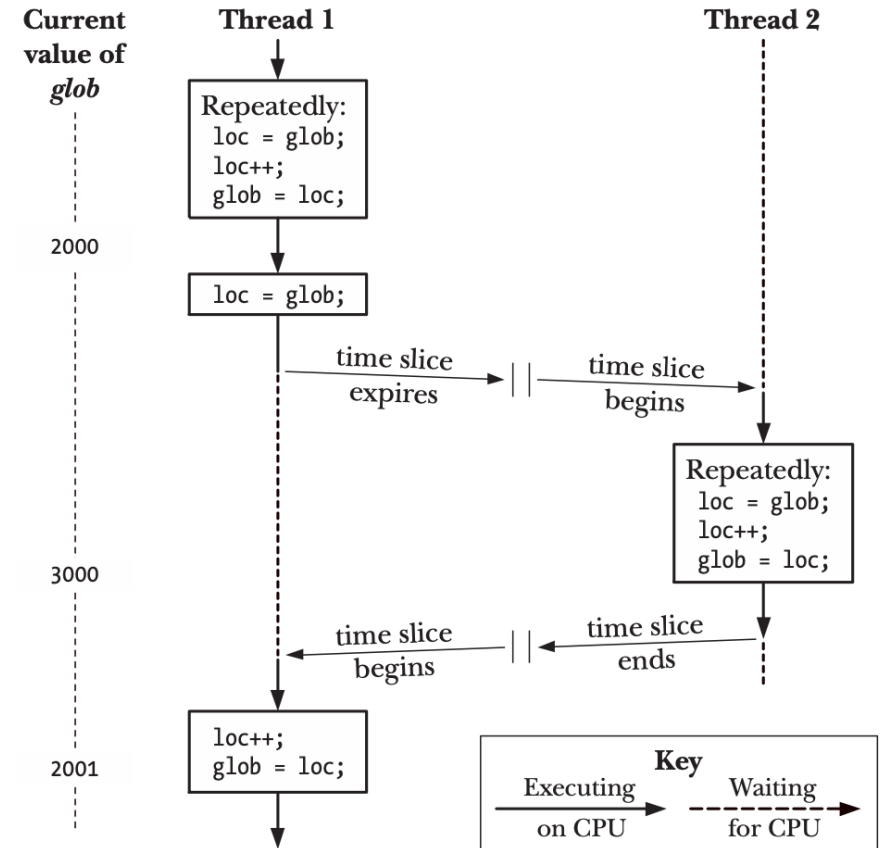 Current
value of
glob
Thread 1
Thread 2
Repeatedly:
loc = glob;
loc++;
glob = loc;
2000
loc = glob;
time slice
expires
time slice
begins
Repeatedly:
loc = glob;
loc++;
glob = loc;
3000
time slice
begins
time slice
ends
loc++;
glob = loc;
2001
Key
Executing
on CPU
Waiting
for CPU